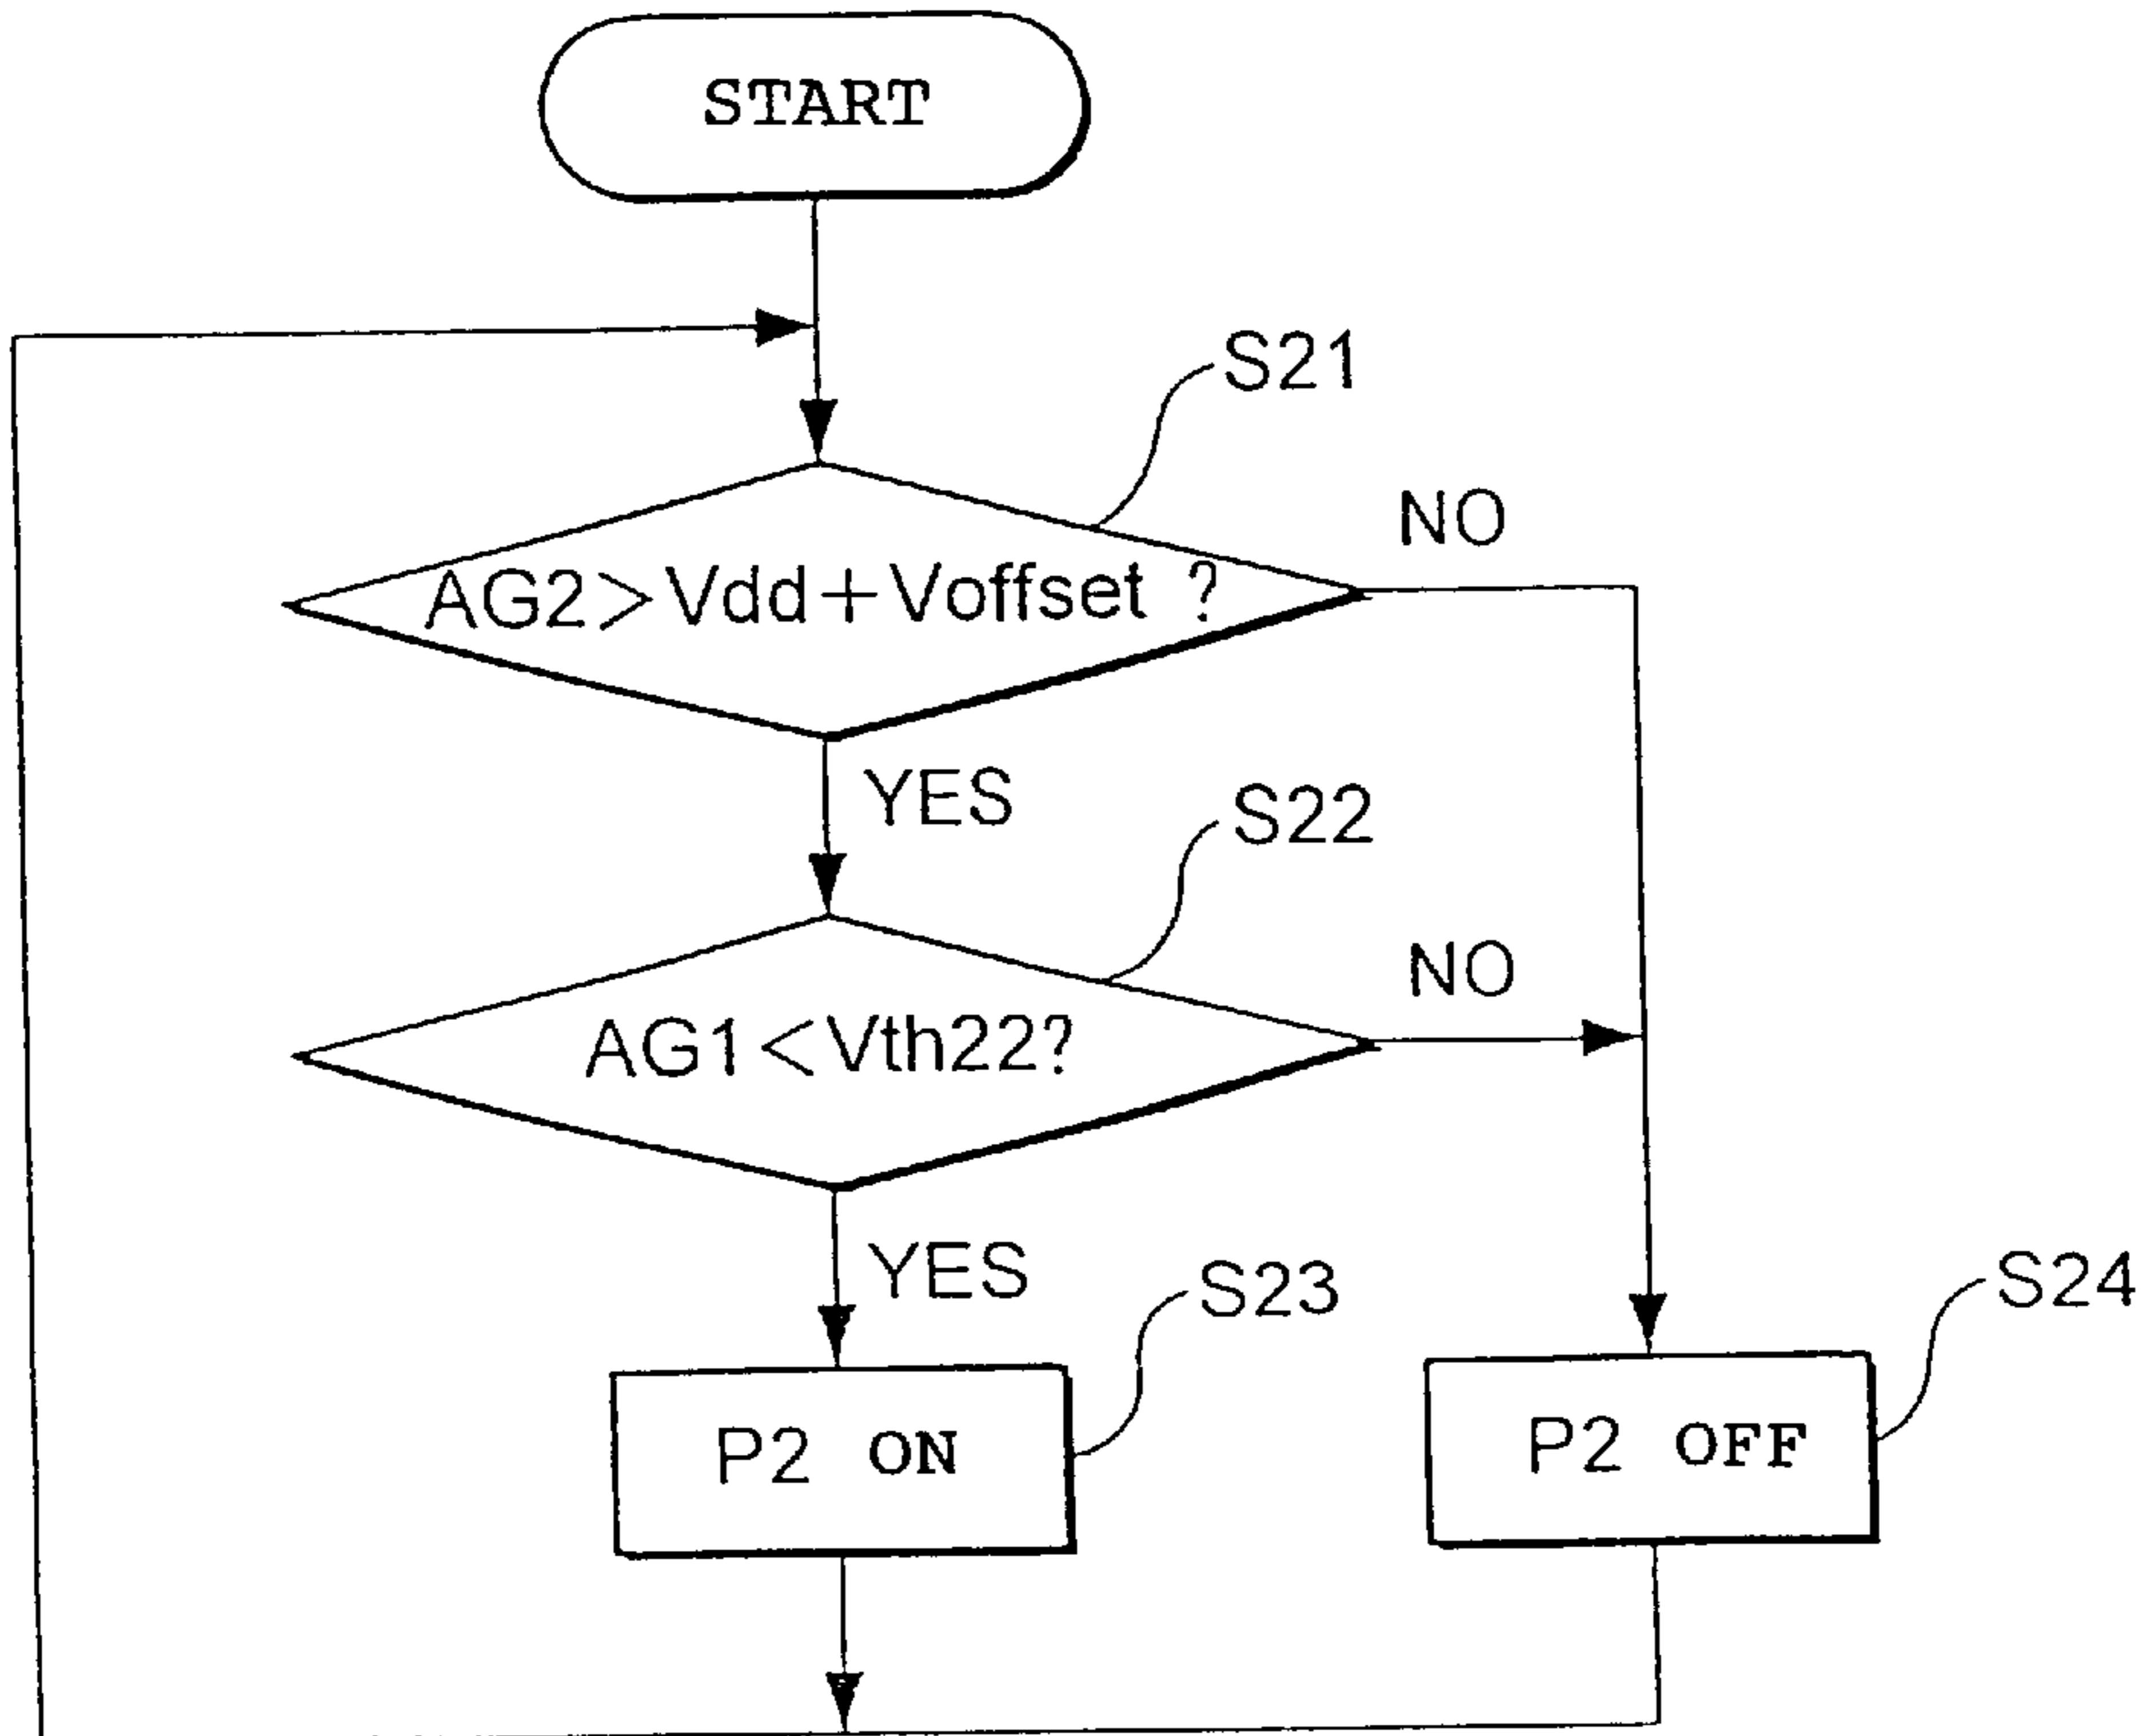 START
S21
NO
AG2>Vdd+Voffset ?
YES
S22
NO
AG1<Vth22?
YES
S23
S24
P2 ON
P2 OFF